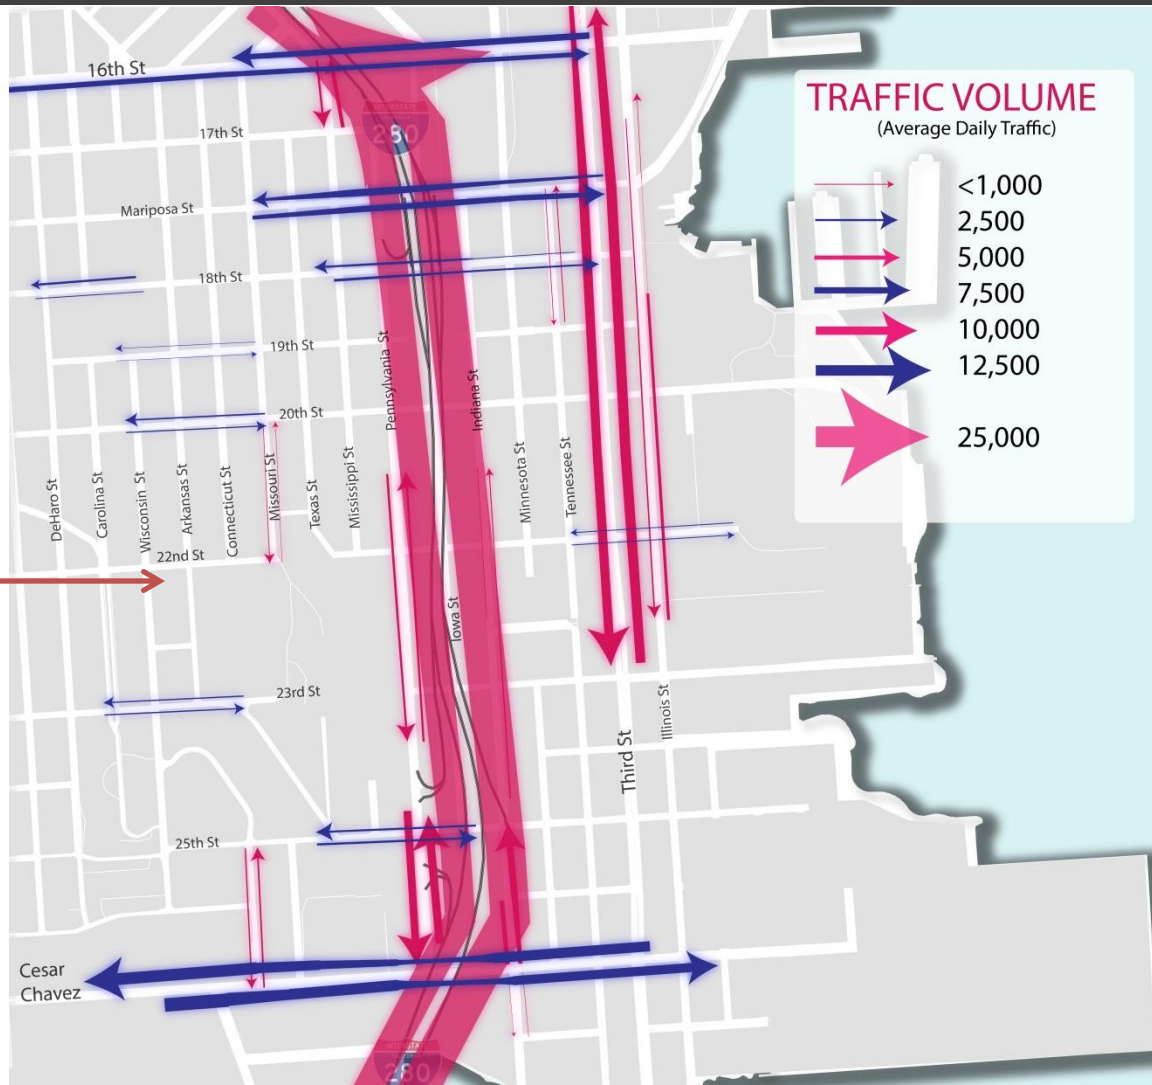 16th St
INTERSTATE
280
17th St
Mariposa St
18th St
19th St
20th St
Pennsylvania St
Indiana St
DeHaro St
Carolina St
Wisconsin St
Arkansas St
Connecticut St
Missouri St
Texas St
Mississippi St
Minnesota St
Tennessee St
22nd St
Iowa St
23rd St
Third St
Illinois St
25th St
Cesar
Chavez
INTERSTATE
280
TRAFFIC VOLUME
(Average Daily Traffic)
<1,000
2,500
5,000
7,500
10,000
12,500
25,000